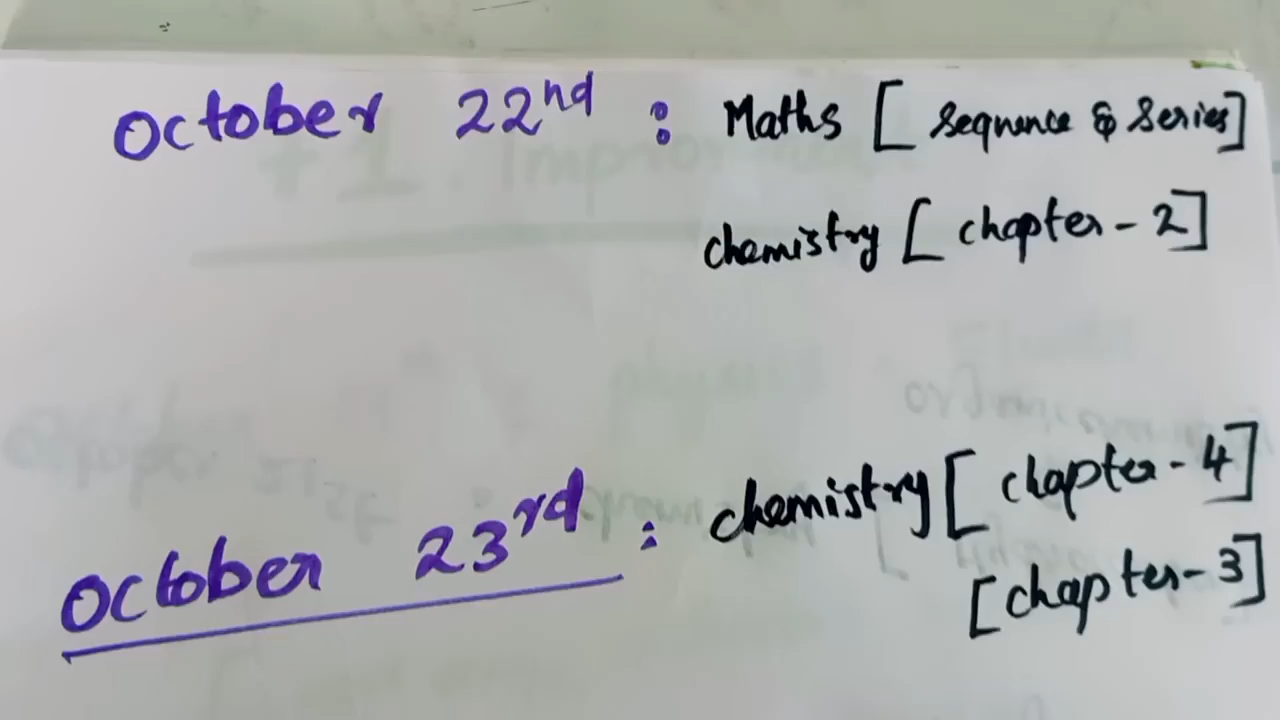 October 22nd : Maths [ Sequence & Series]
chemistry [ chapter - 2]
October 23rd : chemistry [ chapter - 4]
[chapter - 3]